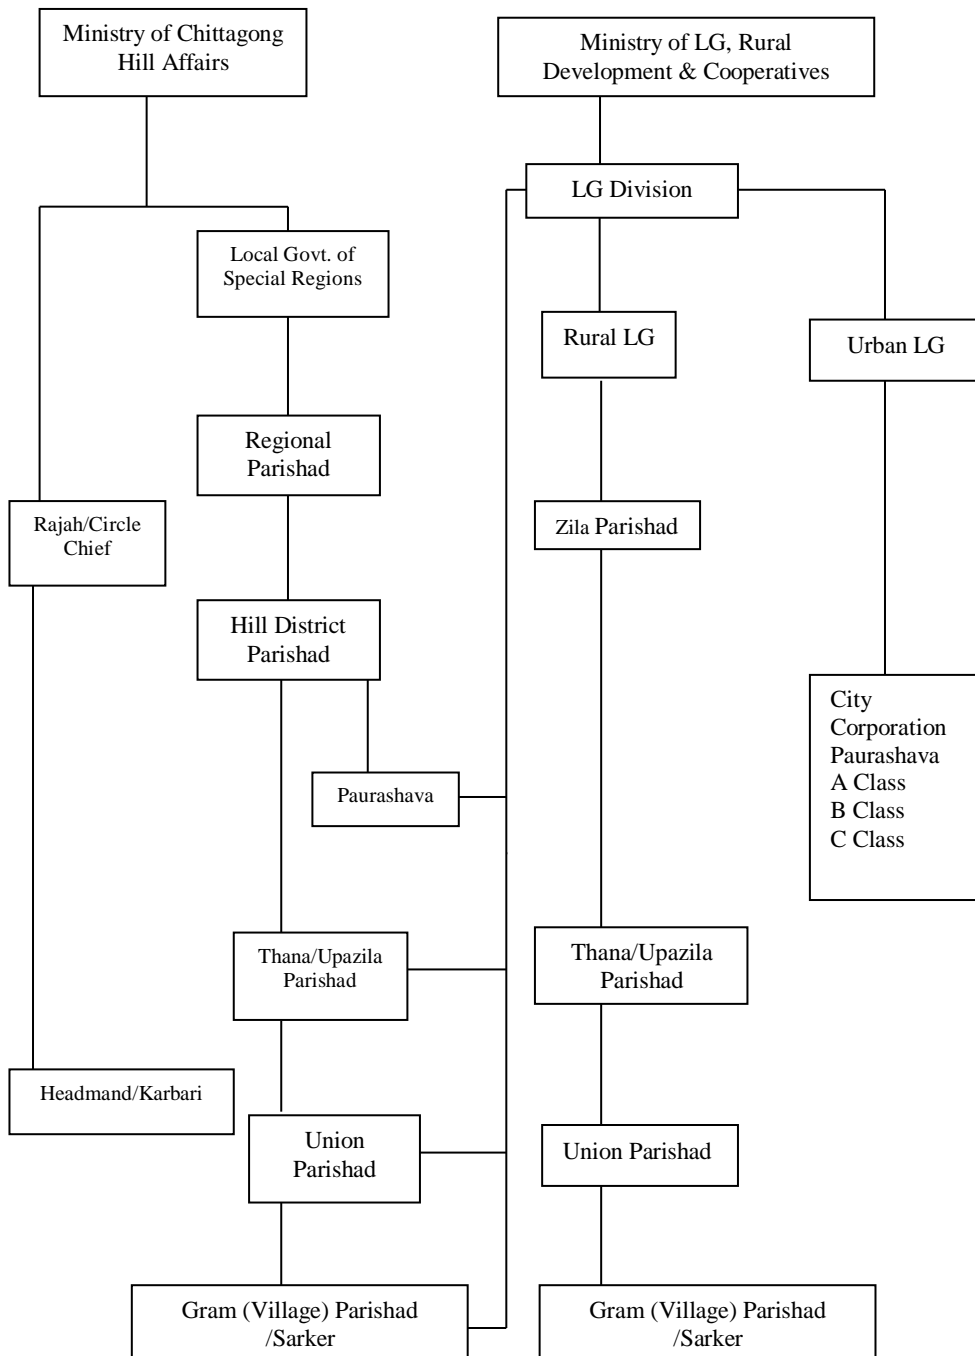 Ministry of Chittagong
Hill Affairs
Ministry of LG, Rural
Development & Cooperatives
LG Division
Local Govt. of
Special Regions
Rural LG
Urban LG
Regional
Parishad
Rajah/Circle
Chief
Zila Parishad
Hill District
Parishad
City
Corporation
Paurashava
A Class
B Class
C Class
Paurashava
Thana/Upazila
Parishad
Thana/Upazila
Parishad
Headmand/Karbari
Union
Parishad
Union Parishad
Gram (Village) Parishad
/Sarker
Gram (Village) Parishad
/Sarker